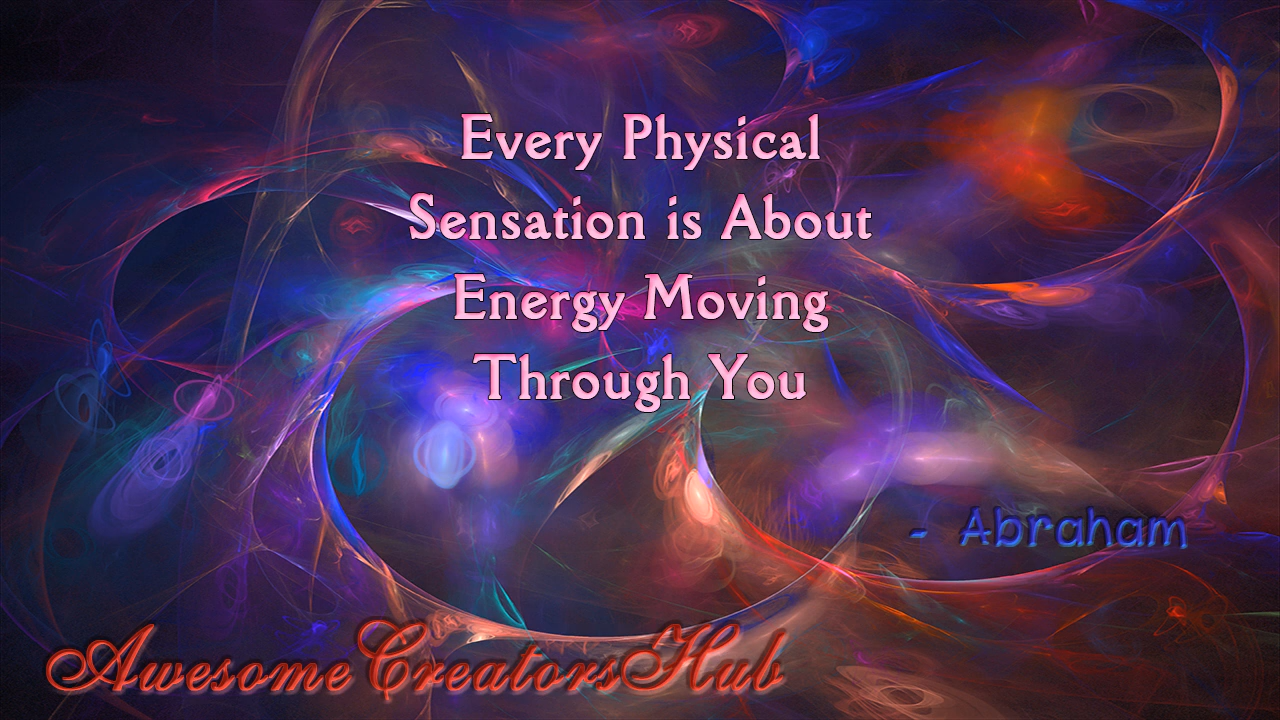 Every Physical
Sensation is About
Energy Moving
Through You
- Abraham
AwesomeCreatorsHub